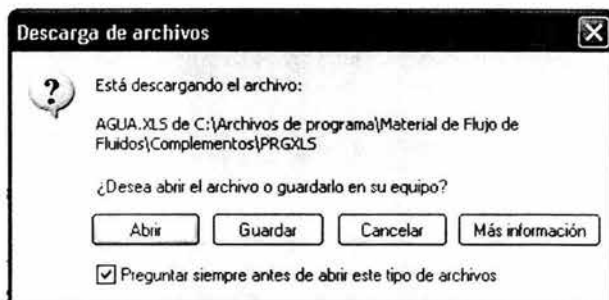 Descarga de archivos
Está descargando el archivo:
AGUA.XLS de C:\Archivos de programa\Material de Flujo de
Fluidos\Complementos\PRGXLS
¿Desea abrir el archivo o guardarlo en su equipo?
Abrir
Guardar
Cancelar
Más información
Preguntar siempre antes de abrir este tipo de archivos